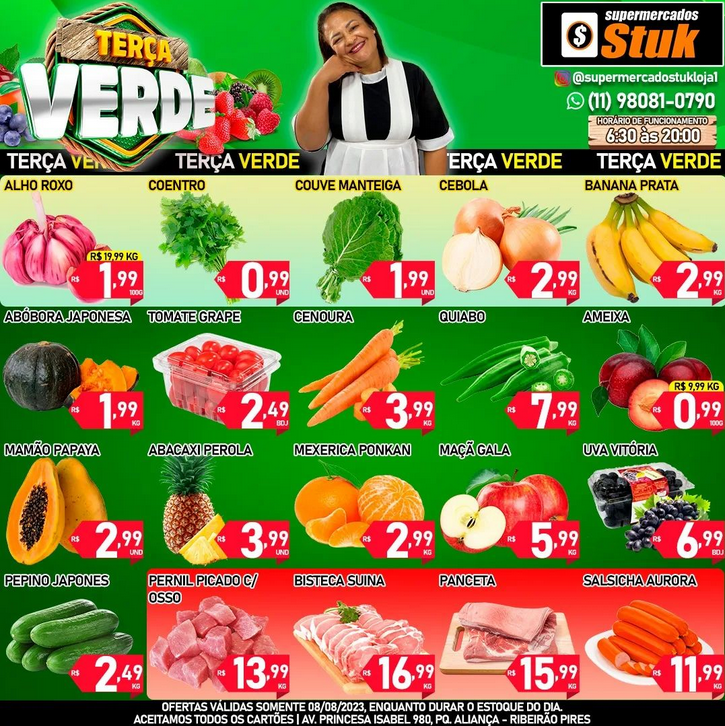 TERÇA
VERDE
supermercados
$ Stuk
@supermercadostukloja1
(11) 98081-0790
HORÁRIO DE FUNCIONAMENTO
6:30 às 20:00
TERÇA VERDE TERÇA VERDE TERÇA VERDE TERÇA VERDE
ALHO ROXO
R$ 19,99 KG
R$ 1,99 100G
COENTRO
R$ 0,99 UND
COUVE MANTEIGA
R$ 1,99 UND
CEBOLA
R$ 2,99 KG
BANANA PRATA
R$ 2,99 KG
ABÓBORA JAPONESA
R$ 1,99 KG
TOMATE GRAPE
R$ 2,49 BDJ
CENOURA
R$ 3,99 KG
QUIABO
R$ 7,99 KG
AMEIXA
R$ 9,99 KG
R$ 0,99 100G
MAMÃO PAPAYA
R$ 2,99 UND
ABACAXI PEROLA
R$ 3,99 UND
MEXERICA PONKAN
R$ 2,99 KG
MAÇÃ GALA
R$ 5,99 KG
UVA VITÓRIA
R$ 6,99 BDJ
PEPINO JAPONES
R$ 2,49 KG
PERNIL PICADO C/
OSSO
R$ 13,99 KG
BISTECA SUINA
R$ 16,99 KG
PANCETA
R$ 15,99 KG
SALSICHA AURORA
R$ 11,99 KG
OFERTAS VÁLIDAS SOMENTE 08/08/2023, ENQUANTO DURAR O ESTOQUE DO DIA.
ACEITAMOS TODOS OS CARTÕES | AV. PRINCESA ISABEL 980, PQ. ALIANÇA - RIBEIRÃO PIRES